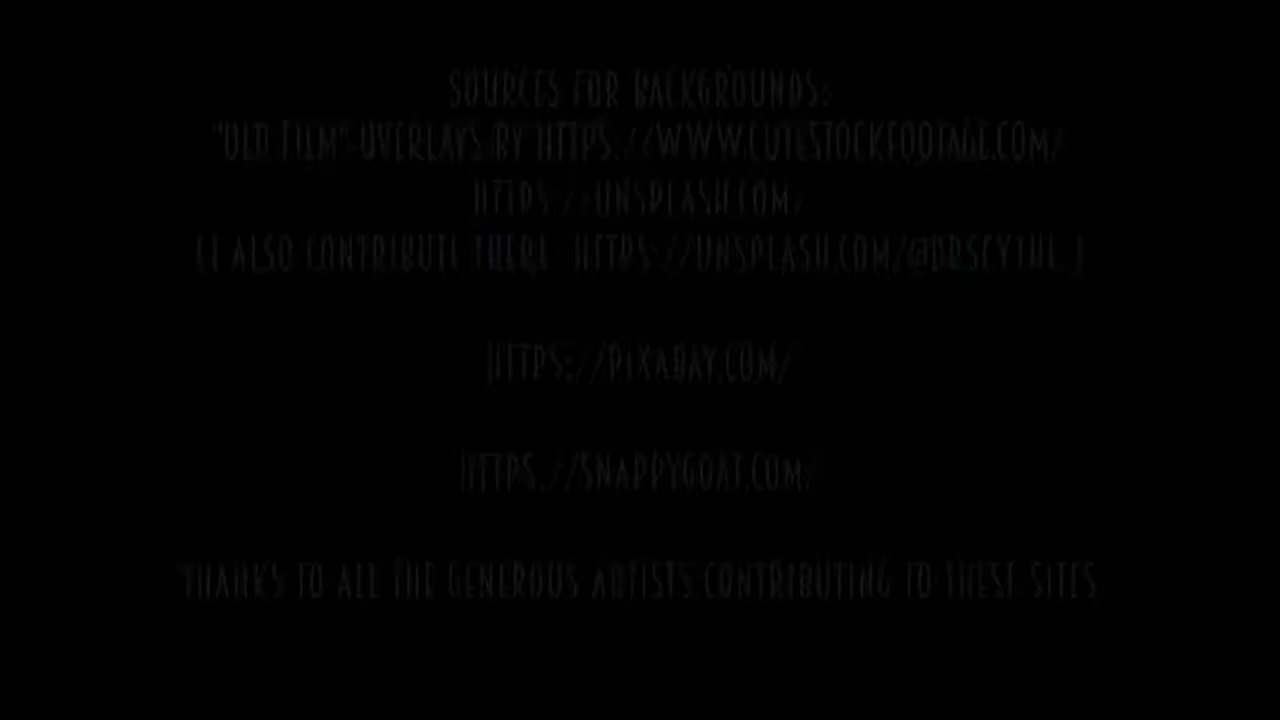 SOURCES FOR BACKGROUNDS:
"OLD FILM"-OVERLAYS BY HTTPS://WWW.CUTESTOCKFOOTAGE.COM/
HTTPS://UNSPLASH.COM/
(I ALSO CONTRIBUTE THERE HTTPS://UNSPLASH.COM/@DRSCYTHE )
HTTPS://PIXABAY.COM/
HTTPS://SNAPPYGOAT.COM/
THANKS TO ALL THE GENEROUS ARTISTS CONTRIBUTING TO THESE SITES